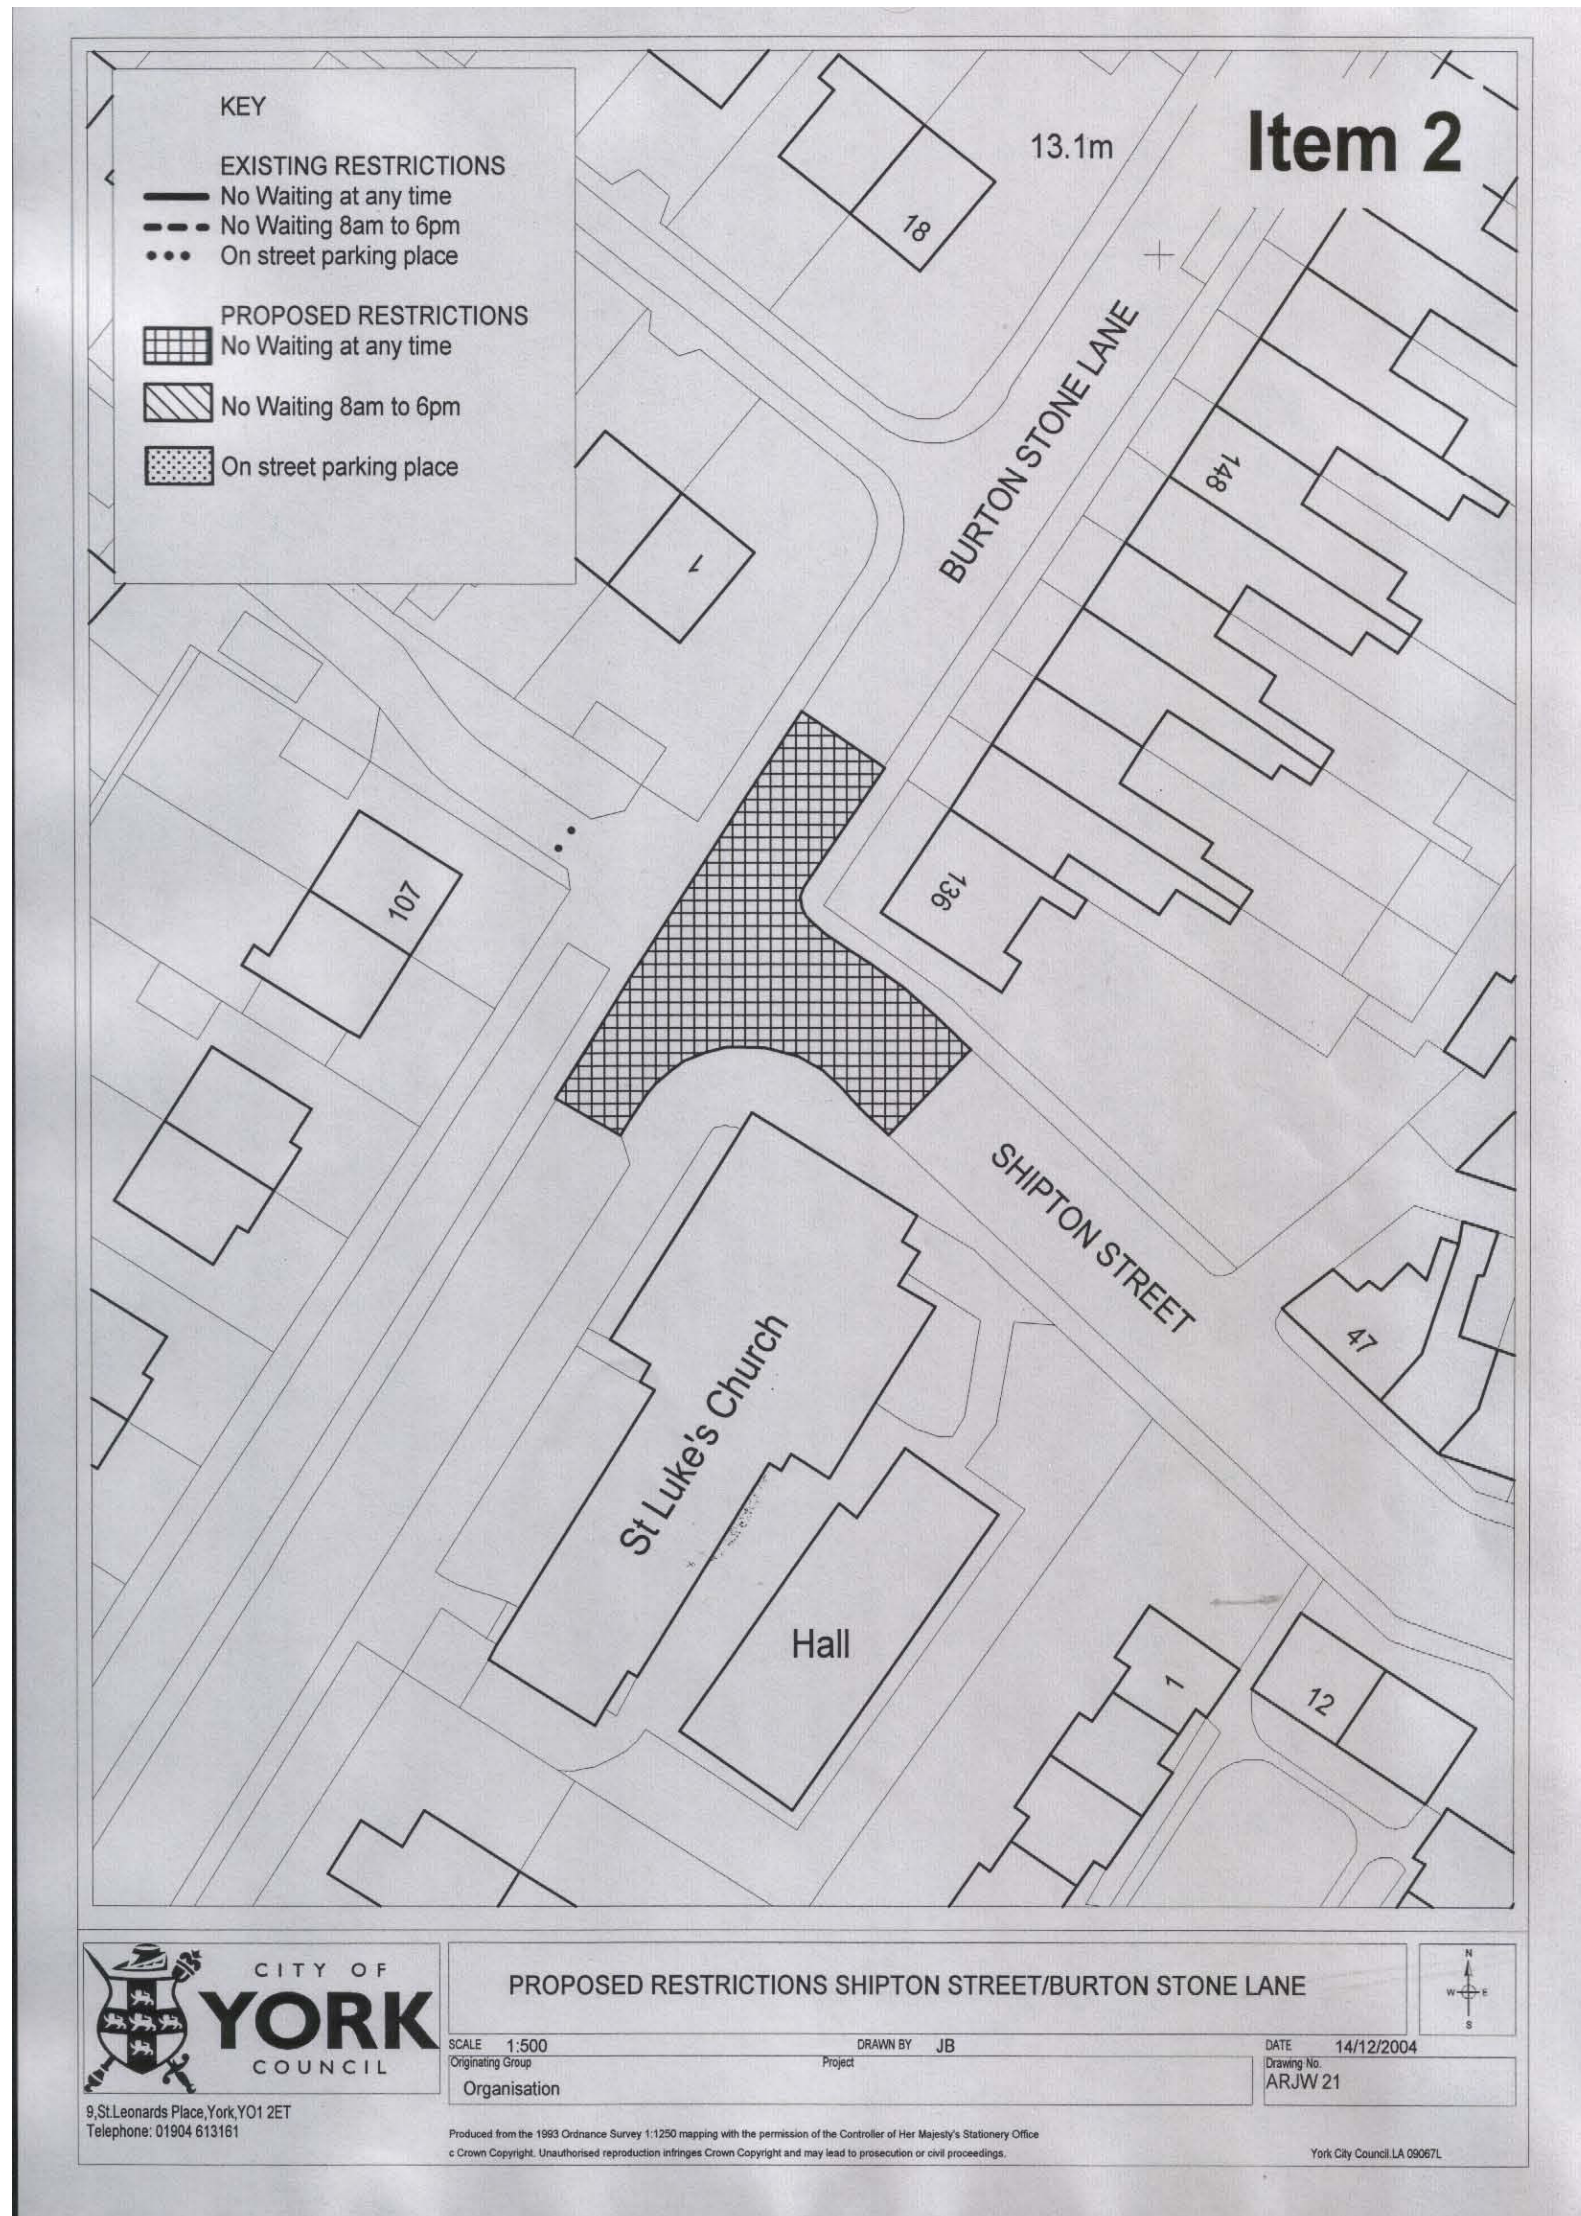 Item 2
KEY
EXISTING RESTRICTIONS
No Waiting at any time
No Waiting 8am to 6pm
On street parking place
PROPOSED RESTRICTIONS
No Waiting at any time
No Waiting 8am to 6pm
On street parking place
13.1m
18
BURTON STONE LANE
148
1
136
107
SHIPTON STREET
47
St Luke's Church
Hall
1
12
CITY OF
YORK
COUNCIL
9,St.Leonards Place,York,YO1 2ET
Telephone: 01904 613161
PROPOSED RESTRICTIONS SHIPTON STREET/BURTON STONE LANE
N
W E
S
SCALE 1:500
DRAWN BY JB
DATE 14/12/2004
Originating Group
Organisation
Project
Drawing No.
ARJW 21
Produced from the 1993 Ordnance Survey 1:1250 mapping with the permission of the Controller of Her Majesty's Stationery Office
c Crown Copyright. Unauthorised reproduction infringes Crown Copyright and may lead to prosecution or civil proceedings.
York City Council.LA 09067L